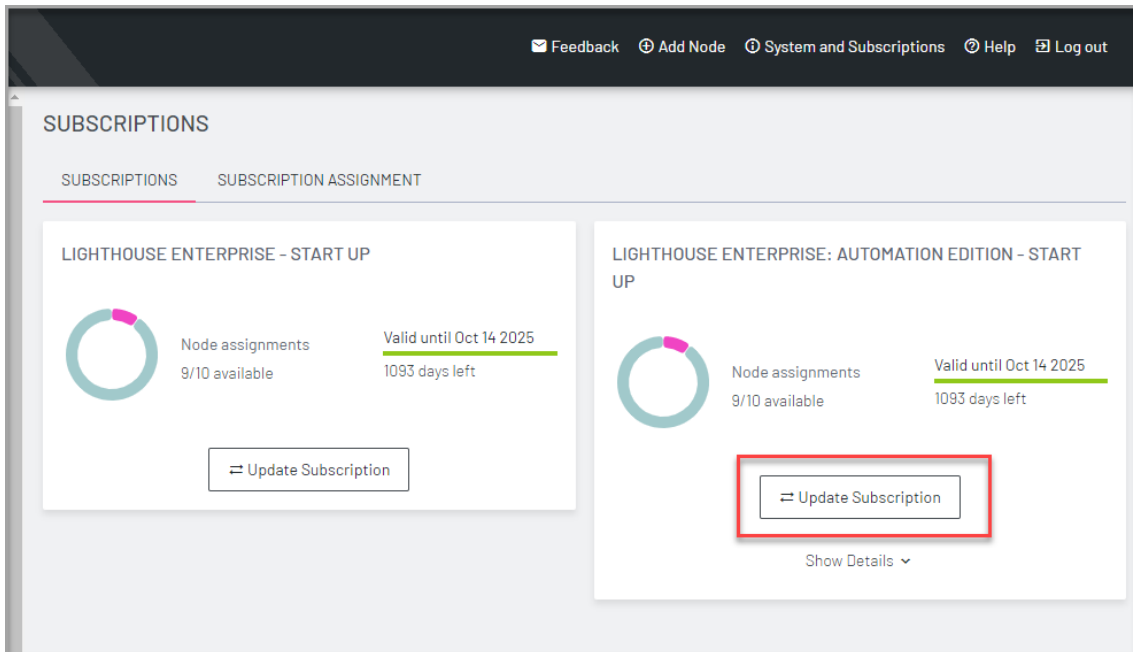 Feedback Add Node System and Subscriptions Help Log out
SUBSCRIPTIONS
SUBSCRIPTIONS SUBSCRIPTION ASSIGNMENT
LIGHTHOUSE ENTERPRISE - START UP
Node assignments
9/10 available
Valid until Oct 14 2025
1093 days left
Update Subscription
LIGHTHOUSE ENTERPRISE: AUTOMATION EDITION - START
UP
Node assignments
9/10 available
Valid until Oct 14 2025
1093 days left
Update Subscription
Show Details